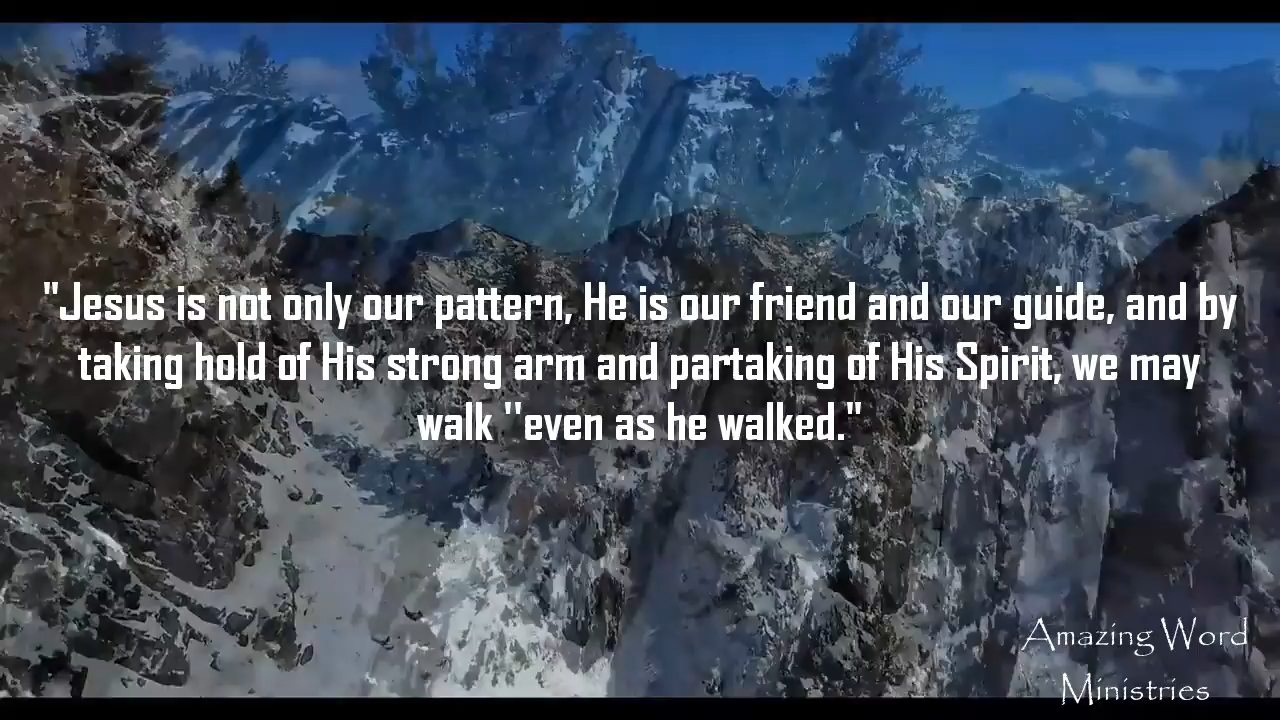 "Jesus is not only our pattern, He is our friend and our guide, and by
taking hold of His strong arm and partaking of His Spirit, we may
walk "even as he walked."
Amazing Word
Ministries